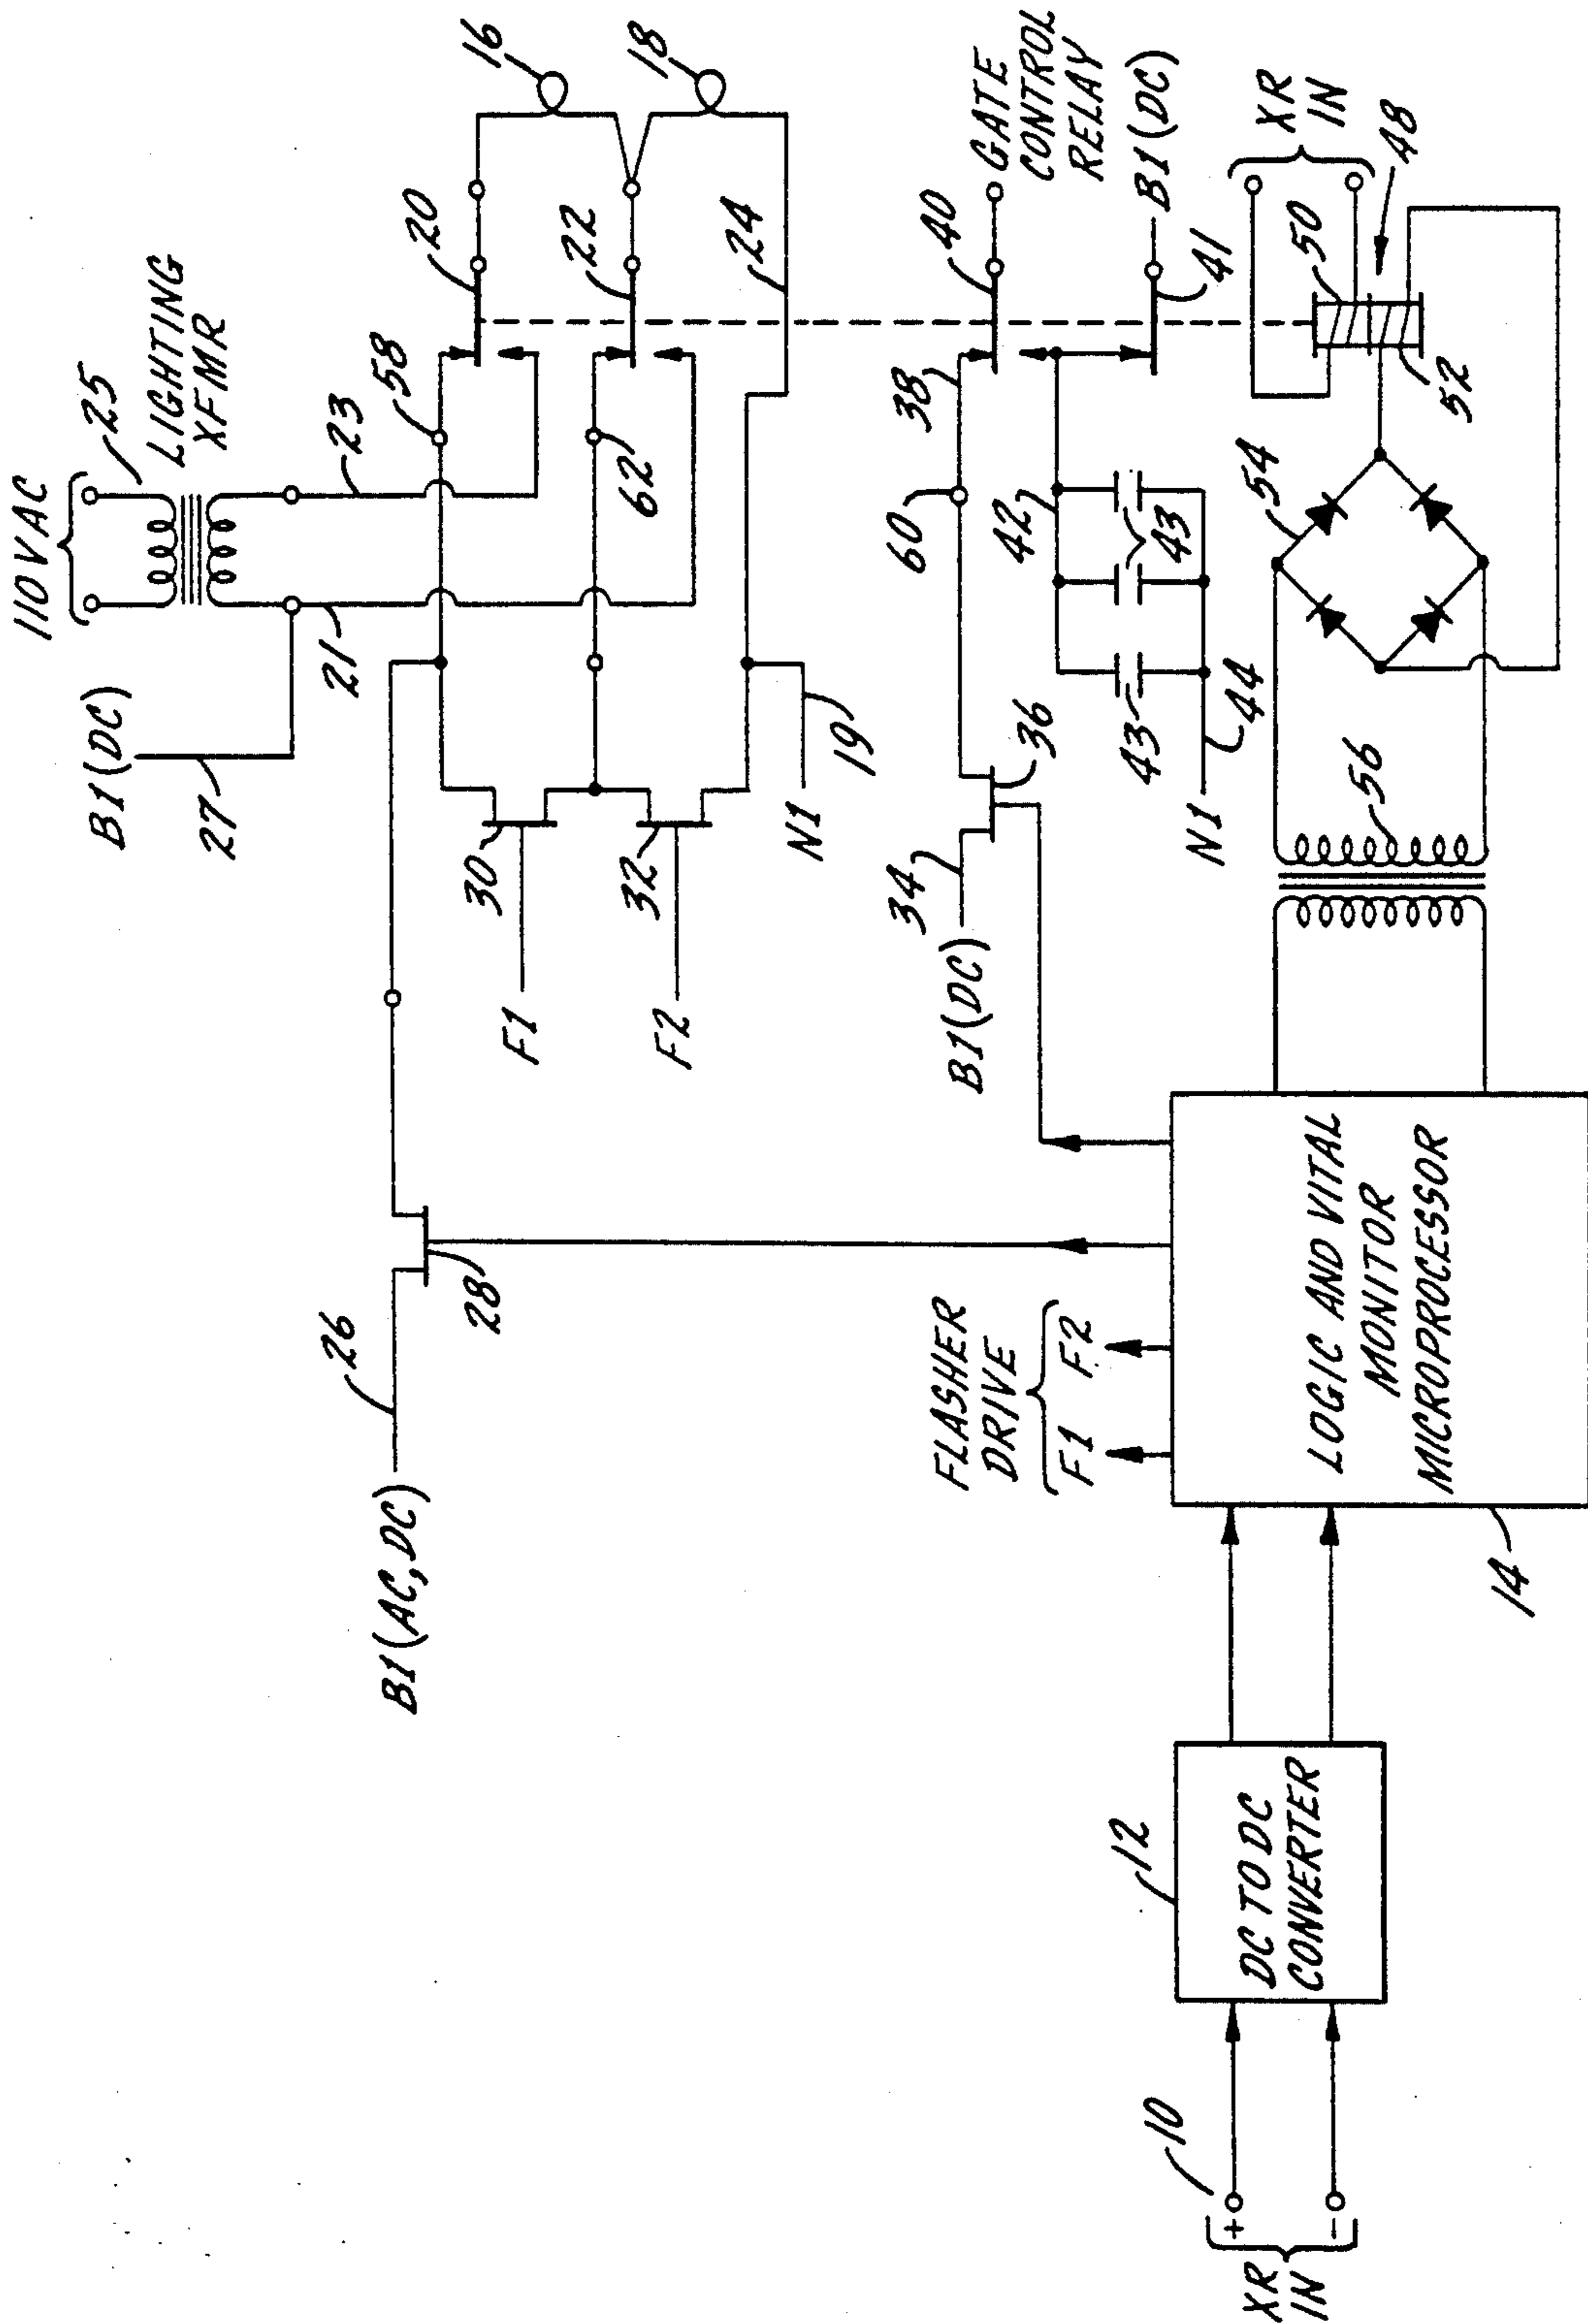 110VAC
25
LIGHTING
XFMR
B1(DC)
27
21
23
58
20
16
62
22
18
24
26
B1(AC,DC)
28
30
F1
32
F2
N1
19
B1(DC)
34
36
60
38
40
GATE
CONTROL
RELAY
42
43
43
N1
44
41
B1(DC)
XR
IN
50
48
52
54
56
FLASHER
DRIVE
F1 F2
LOGIC AND VITAL
MONITOR
MICROPROCESSOR
14
12
DC TO DC
CONVERTER
10
+
-
XR
IN